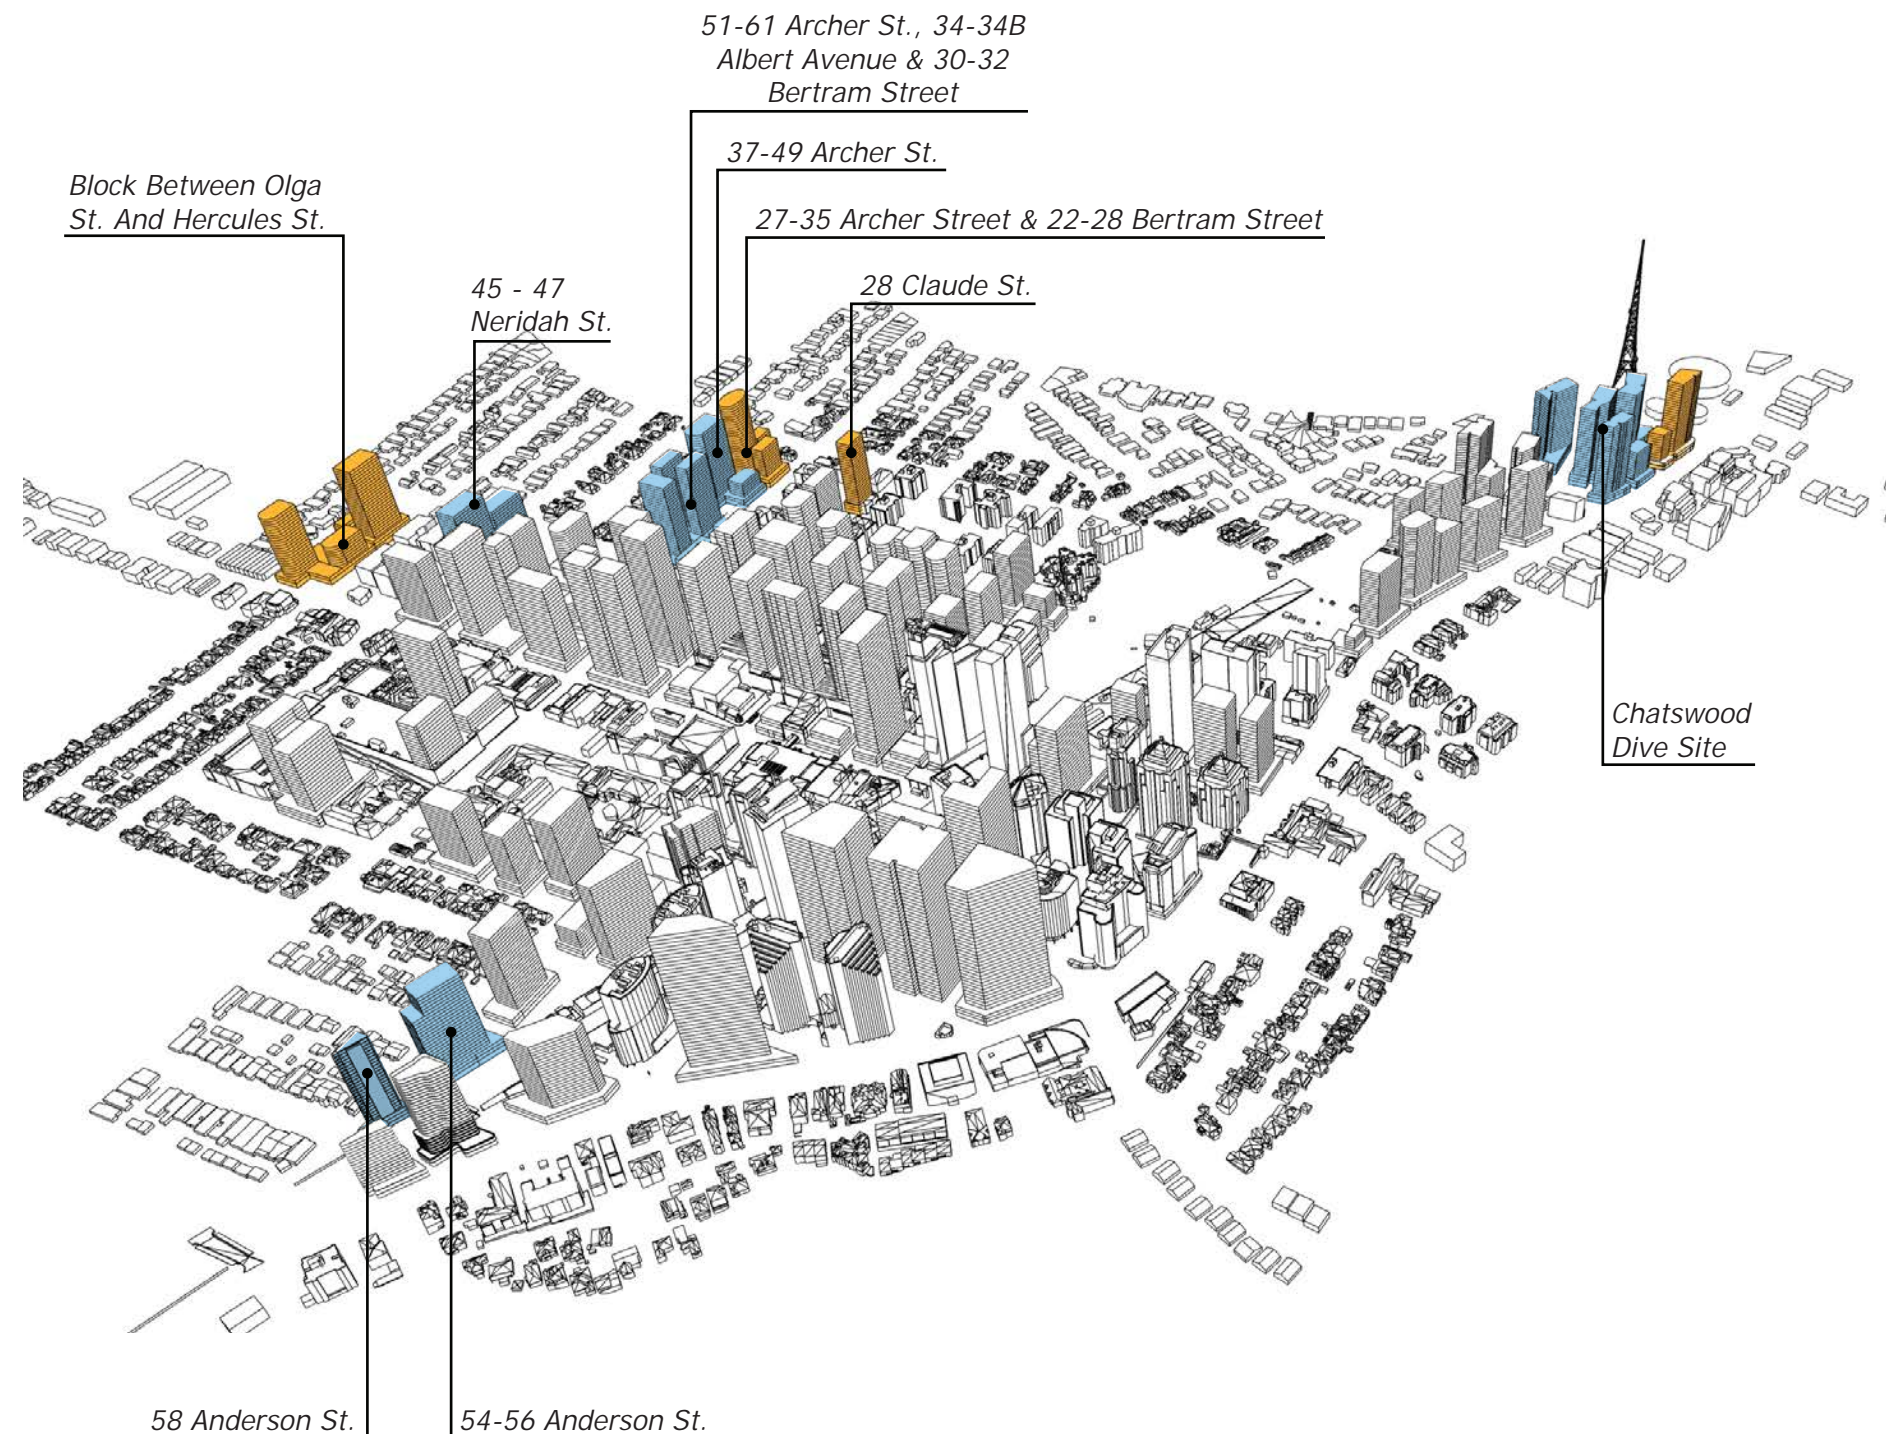 51-61 Archer St., 34-34B
Albert Avenue & 30-32
Bertram Street
37-49 Archer St.
Block Between Olga
St. And Hercules St.
27-35 Archer Street & 22-28 Bertram Street
45 - 47
Neridah St.
28 Claude St.
Chatswood
Dive Site
58 Anderson St.
54-56 Anderson St.